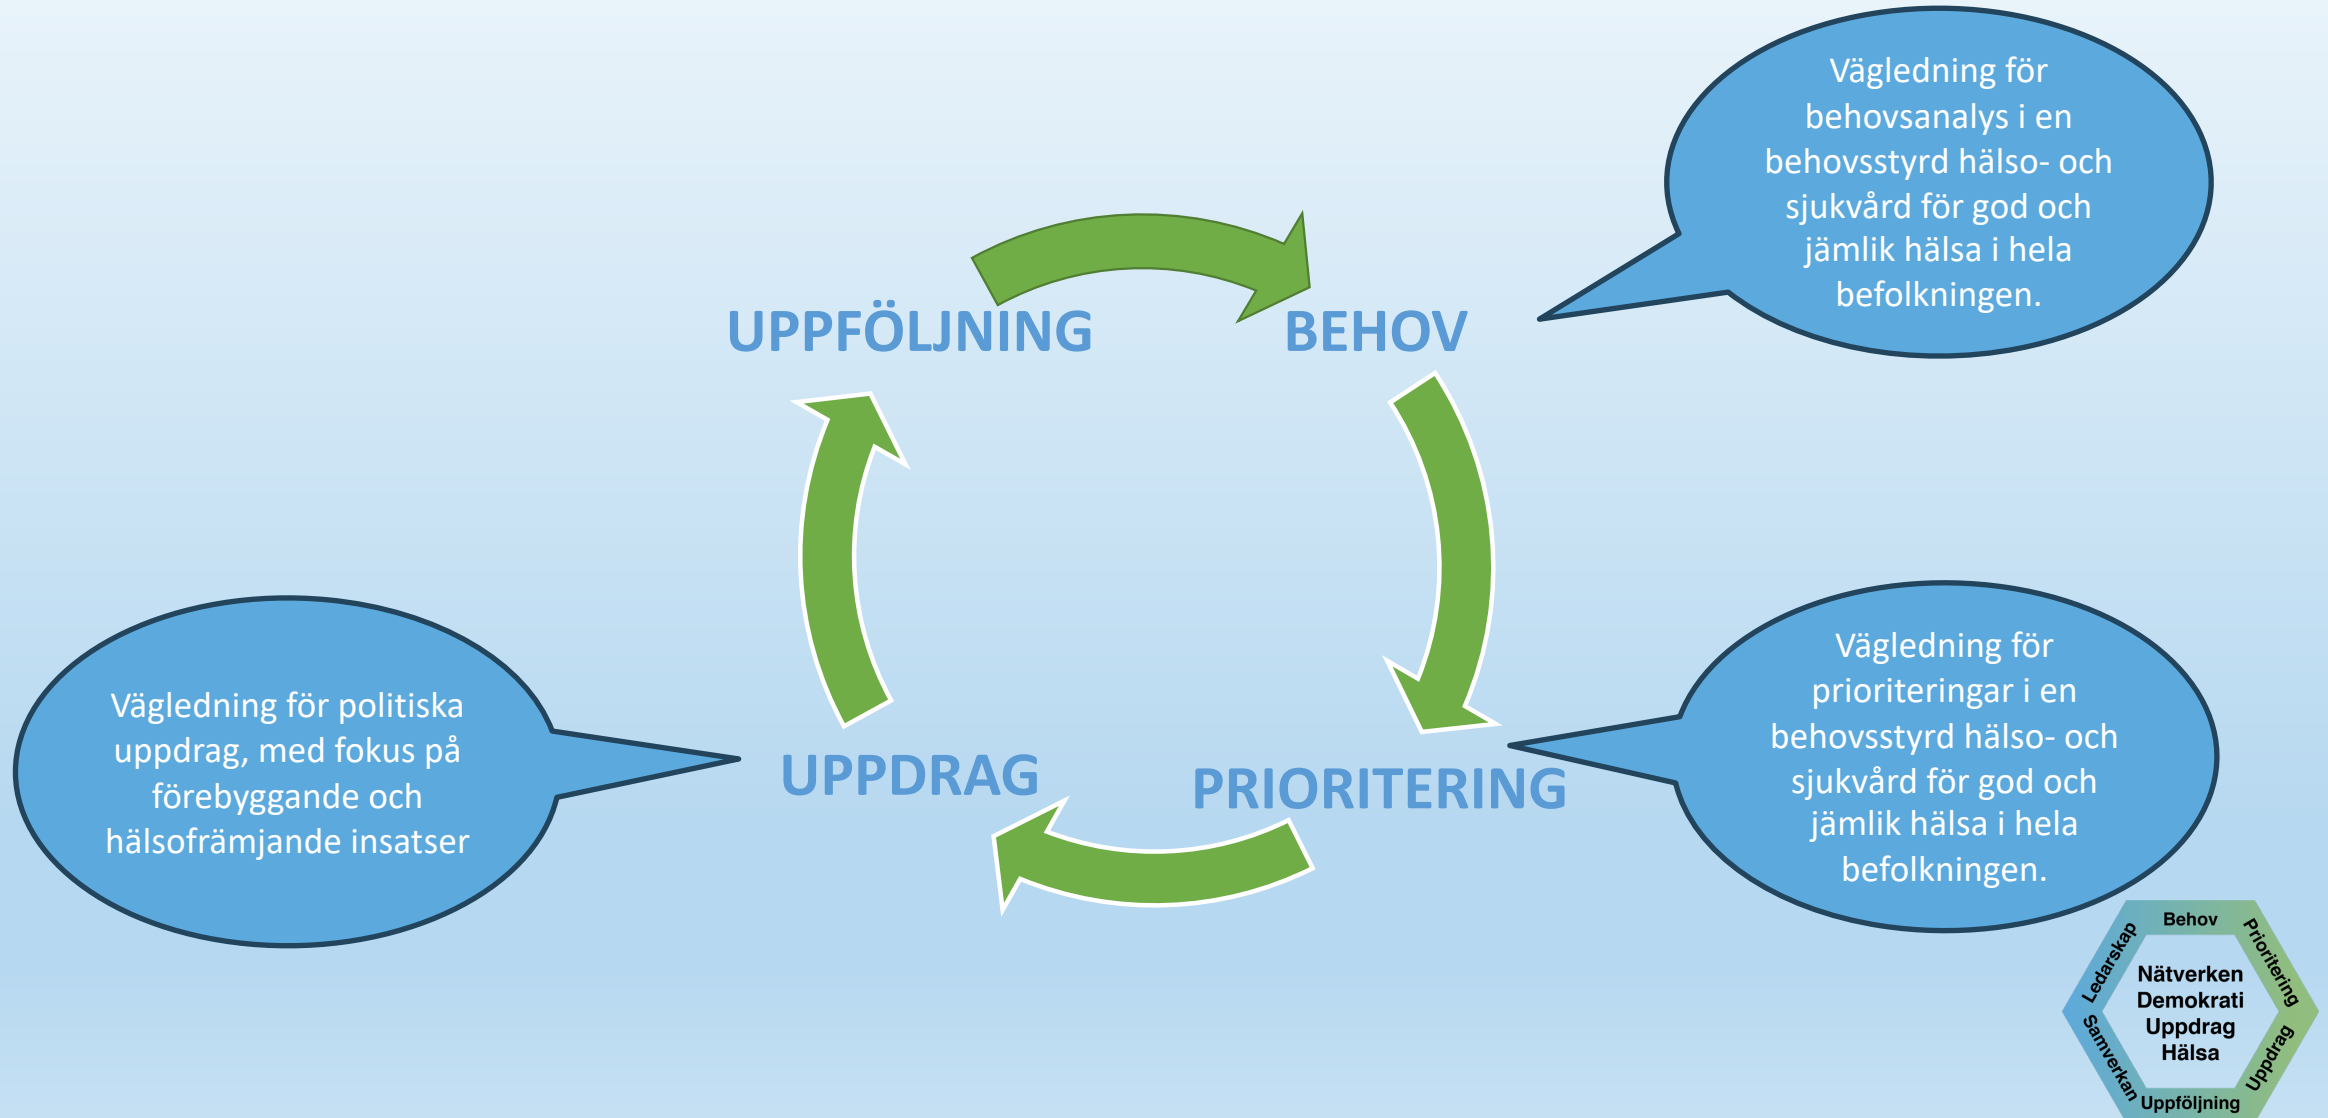 Vägledning för
behovsanalys i en
behovsstyrd hälso- och
sjukvård för god och
jämlik hälsa i hela
befolkningen.
UPPFÖLJNING
BEHOV
Vägledning för politiska
uppdrag, med fokus på
förebyggande och
hälsofrämjande insatser
UPPDRAG
PRIORITERING
Vägledning för
prioriteringar i en
behovsstyrd hälso- och
sjukvård för god och
jämlik hälsa i hela
befolkningen.
Behov
Prioritering
Uppdrag
Uppföljning
Samverkan
Ledarskap
Nätverken
Demokrati
Uppdrag
Hälsa